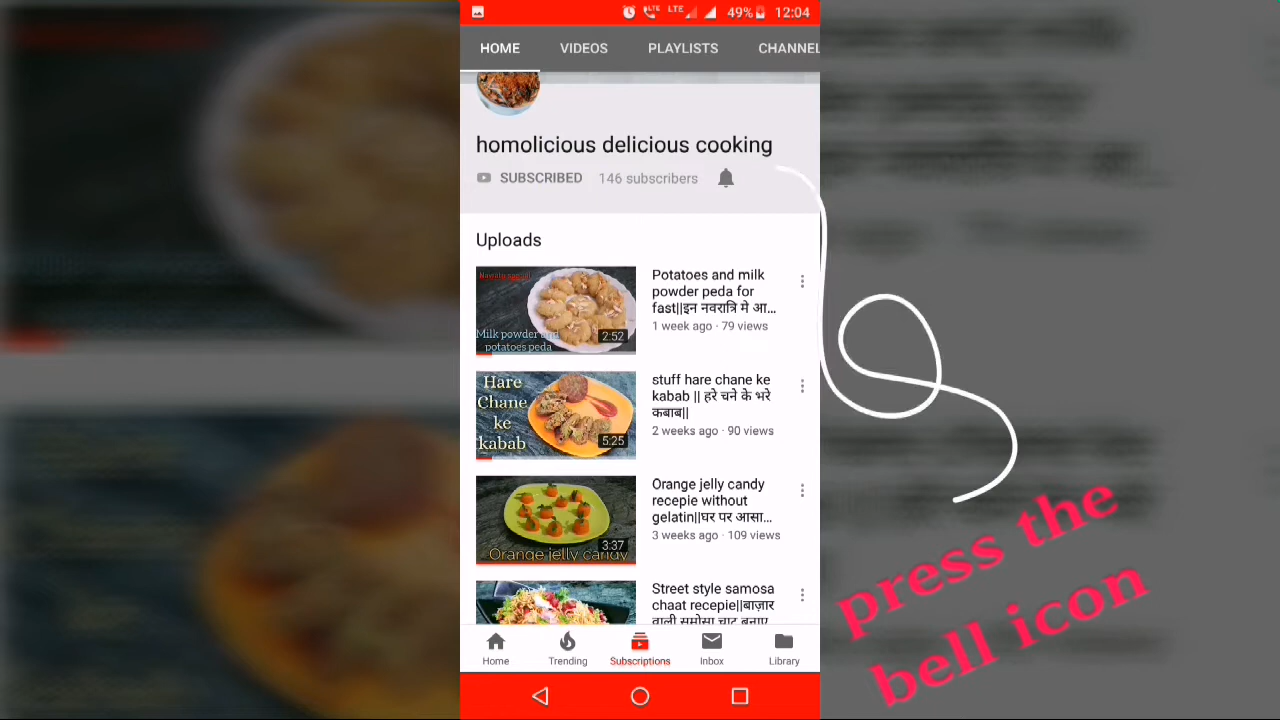 LTE LTE 49% 12:04
HOME VIDEOS PLAYLISTS CHANNEL
homolicious delicious cooking
SUBSCRIBED 146 subscribers
Uploads
Milk powder and
potatoes peda
2:52
Potatoes and milk
powder peda for
fast||इन नवरात्रि मे आ...
1 week ago · 79 views
Hare
Chane
ke
kabab
5:25
stuff hare chane ke
kabab || हरे चने के भरे
कबाब||
2 weeks ago · 90 views
3:37
Orange jelly candy
Orange jelly candy
recepie without
gelatin||घर पर आसा...
3 weeks ago · 109 views
Street style samosa
chaat recepie||बाज़ार
वाली समोसा चाट बनाए
Home Trending Subscriptions Inbox Library
press the
bell icon